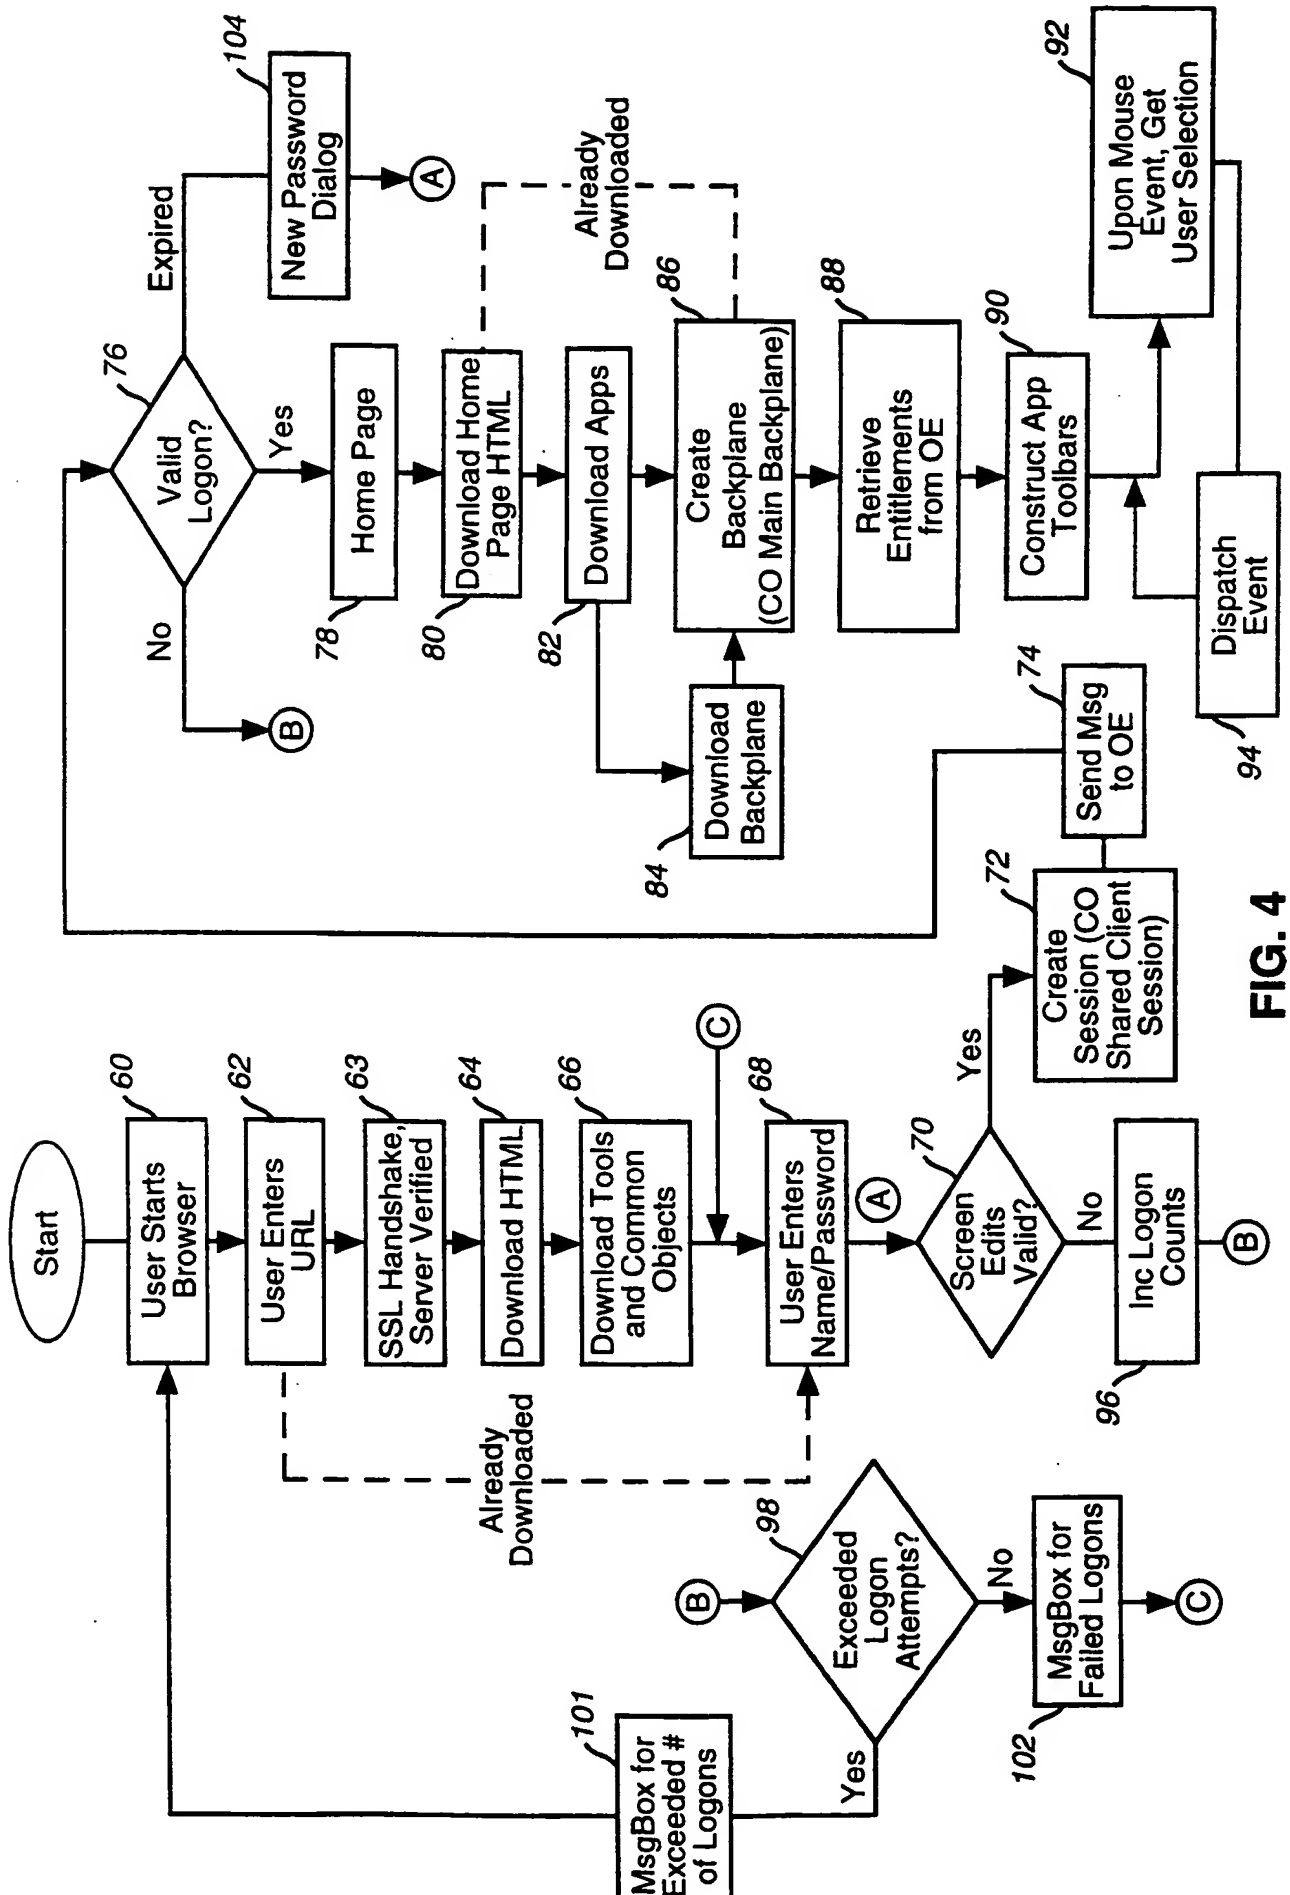 Start
60
User Starts
Browser
62
User Enters
URL
63
SSL Handshake,
Server Verified
64
Download HTML
66
Download Tools
and Common
Objects
C
68
User Enters
Name/Password
Already
Downloaded
A
70
Screen
Edits
Valid?
Yes
No
72
Create
Session (CO
Shared Client
Session)
74
Send Msg
to OE
96
Inc Logon
Counts
B
B
98
Exceeded
Logon
Attempts?
Yes
No
101
MsgBox for
Exceeded #
of Logons
102
MsgBox for
Failed Logons
C
76
Valid
Logon?
No
B
Yes
Expired
104
New Password
Dialog
A
78
Home Page
80
Download Home
Page HTML
Already
Downloaded
82
Download Apps
84
Download
Backplane
86
Create
Backplane
(CO Main Backplane)
88
Retrieve
Entitlements
from OE
90
Construct App
Toolbars
92
Upon Mouse
Event, Get
User Selection
94
Dispatch
Event
FIG. 4